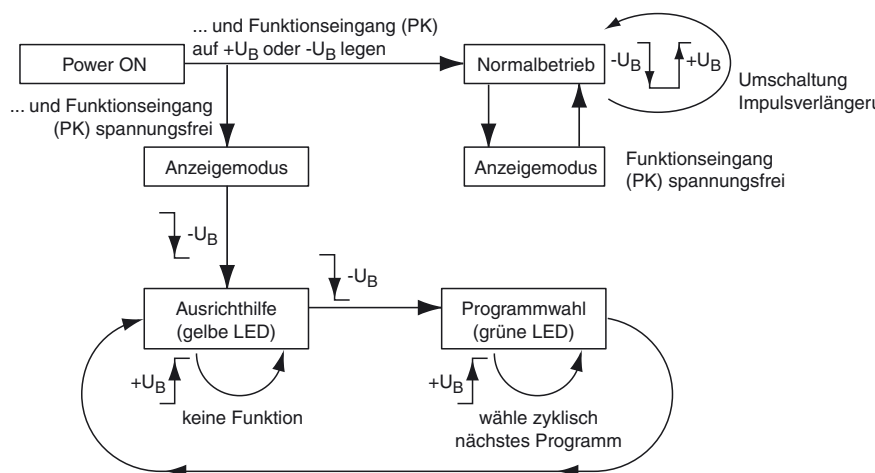 ... und Funktionseingang (PK)
auf +UB oder -UB legen
Power ON
Normalbetrieb
-UB
+UB
Umschaltung
Impulsverlängeru
... und Funktionseingang
(PK) spannungsfrei
Anzeigemodus
Anzeigemodus
Funktionseingang
(PK) spannungsfrei
-UB
-UB
Ausrichthilfe
(gelbe LED)
Programmwahl
(grüne LED)
+UB
keine Funktion
+UB
wähle zyklisch
nächstes Programm